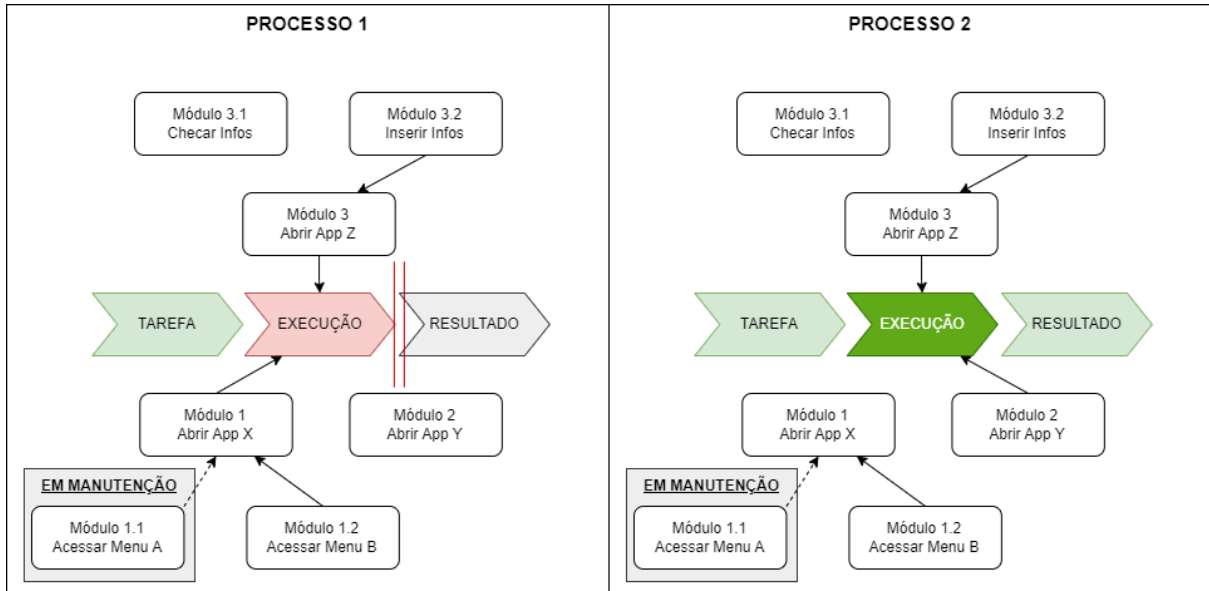 PROCESSO 1
Módulo 3.1
Checar Infos
Módulo 3.2
Inserir Infos
Módulo 3
Abrir App Z
TAREFA
EXECUÇÃO
RESULTADO
Módulo 1
Abrir App X
Módulo 2
Abrir App Y
EM MANUTENÇÃO
Módulo 1.1
Acessar Menu A
Módulo 1.2
Acessar Menu B
PROCESSO 2
Módulo 3.1
Checar Infos
Módulo 3.2
Inserir Infos
Módulo 3
Abrir App Z
TAREFA
EXECUÇÃO
RESULTADO
Módulo 1
Abrir App X
Módulo 2
Abrir App Y
EM MANUTENÇÃO
Módulo 1.1
Acessar Menu A
Módulo 1.2
Acessar Menu B